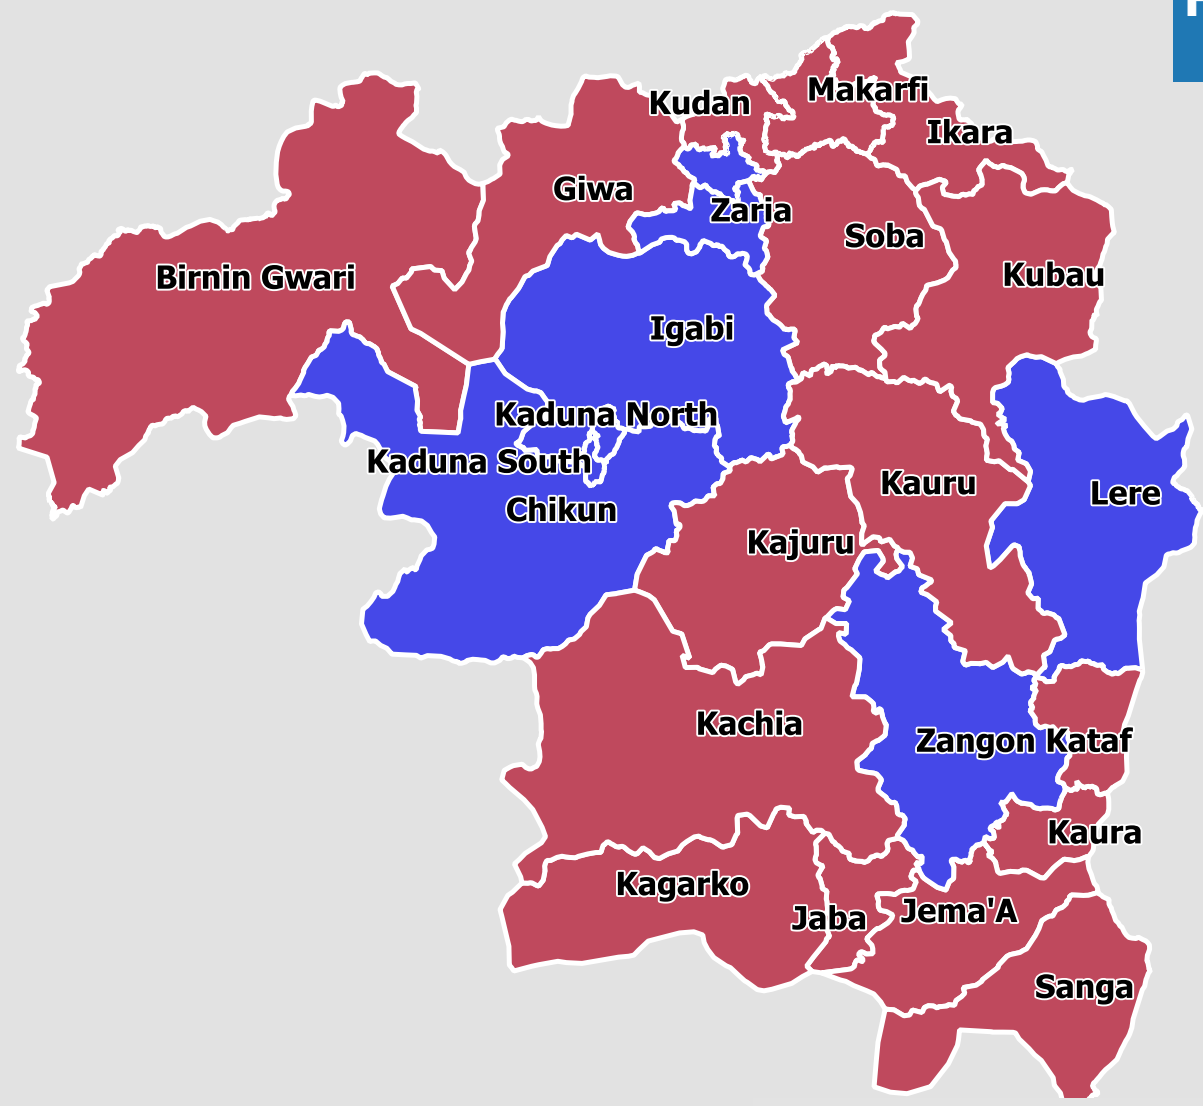 Makarfi
Kudan
Ikara
Giwa
Zaria
Soba
Kubau
Birnin Gwari
Igabi
Kaduna North
Kaduna South
Kauru
Lere
Chikun
Kajuru
Kachia
Zangon Kataf
Kaura
Kagarko
Jaba
Jema'A
Sanga